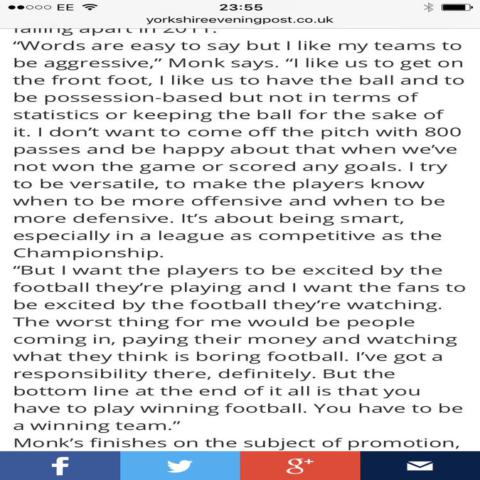 EE 23:55
yorkshireeveningpost.co.uk
falling apart in 2011.
“Words are easy to say but I like my teams to
be aggressive,” Monk says. “I like us to get on
the front foot, I like us to have the ball and to
be possession-based but not in terms of
statistics or keeping the ball for the sake of
it. I don’t want to come off the pitch with 800
passes and be happy about that when we’ve
not won the game or scored any goals. I try
to be versatile, to make the players know
when to be more offensive and when to be
more defensive. It’s about being smart,
especially in a league as competitive as the
Championship.
“But I want the players to be excited by the
football they’re playing and I want the fans to
be excited by the football they’re watching.
The worst thing for me would be people
coming in, paying their money and watching
what they think is boring football. I’ve got a
responsibility there, definitely. But the
bottom line at the end of it all is that you
have to play winning football. You have to be
a winning team.”
Monk’s finishes on the subject of promotion,
f g+